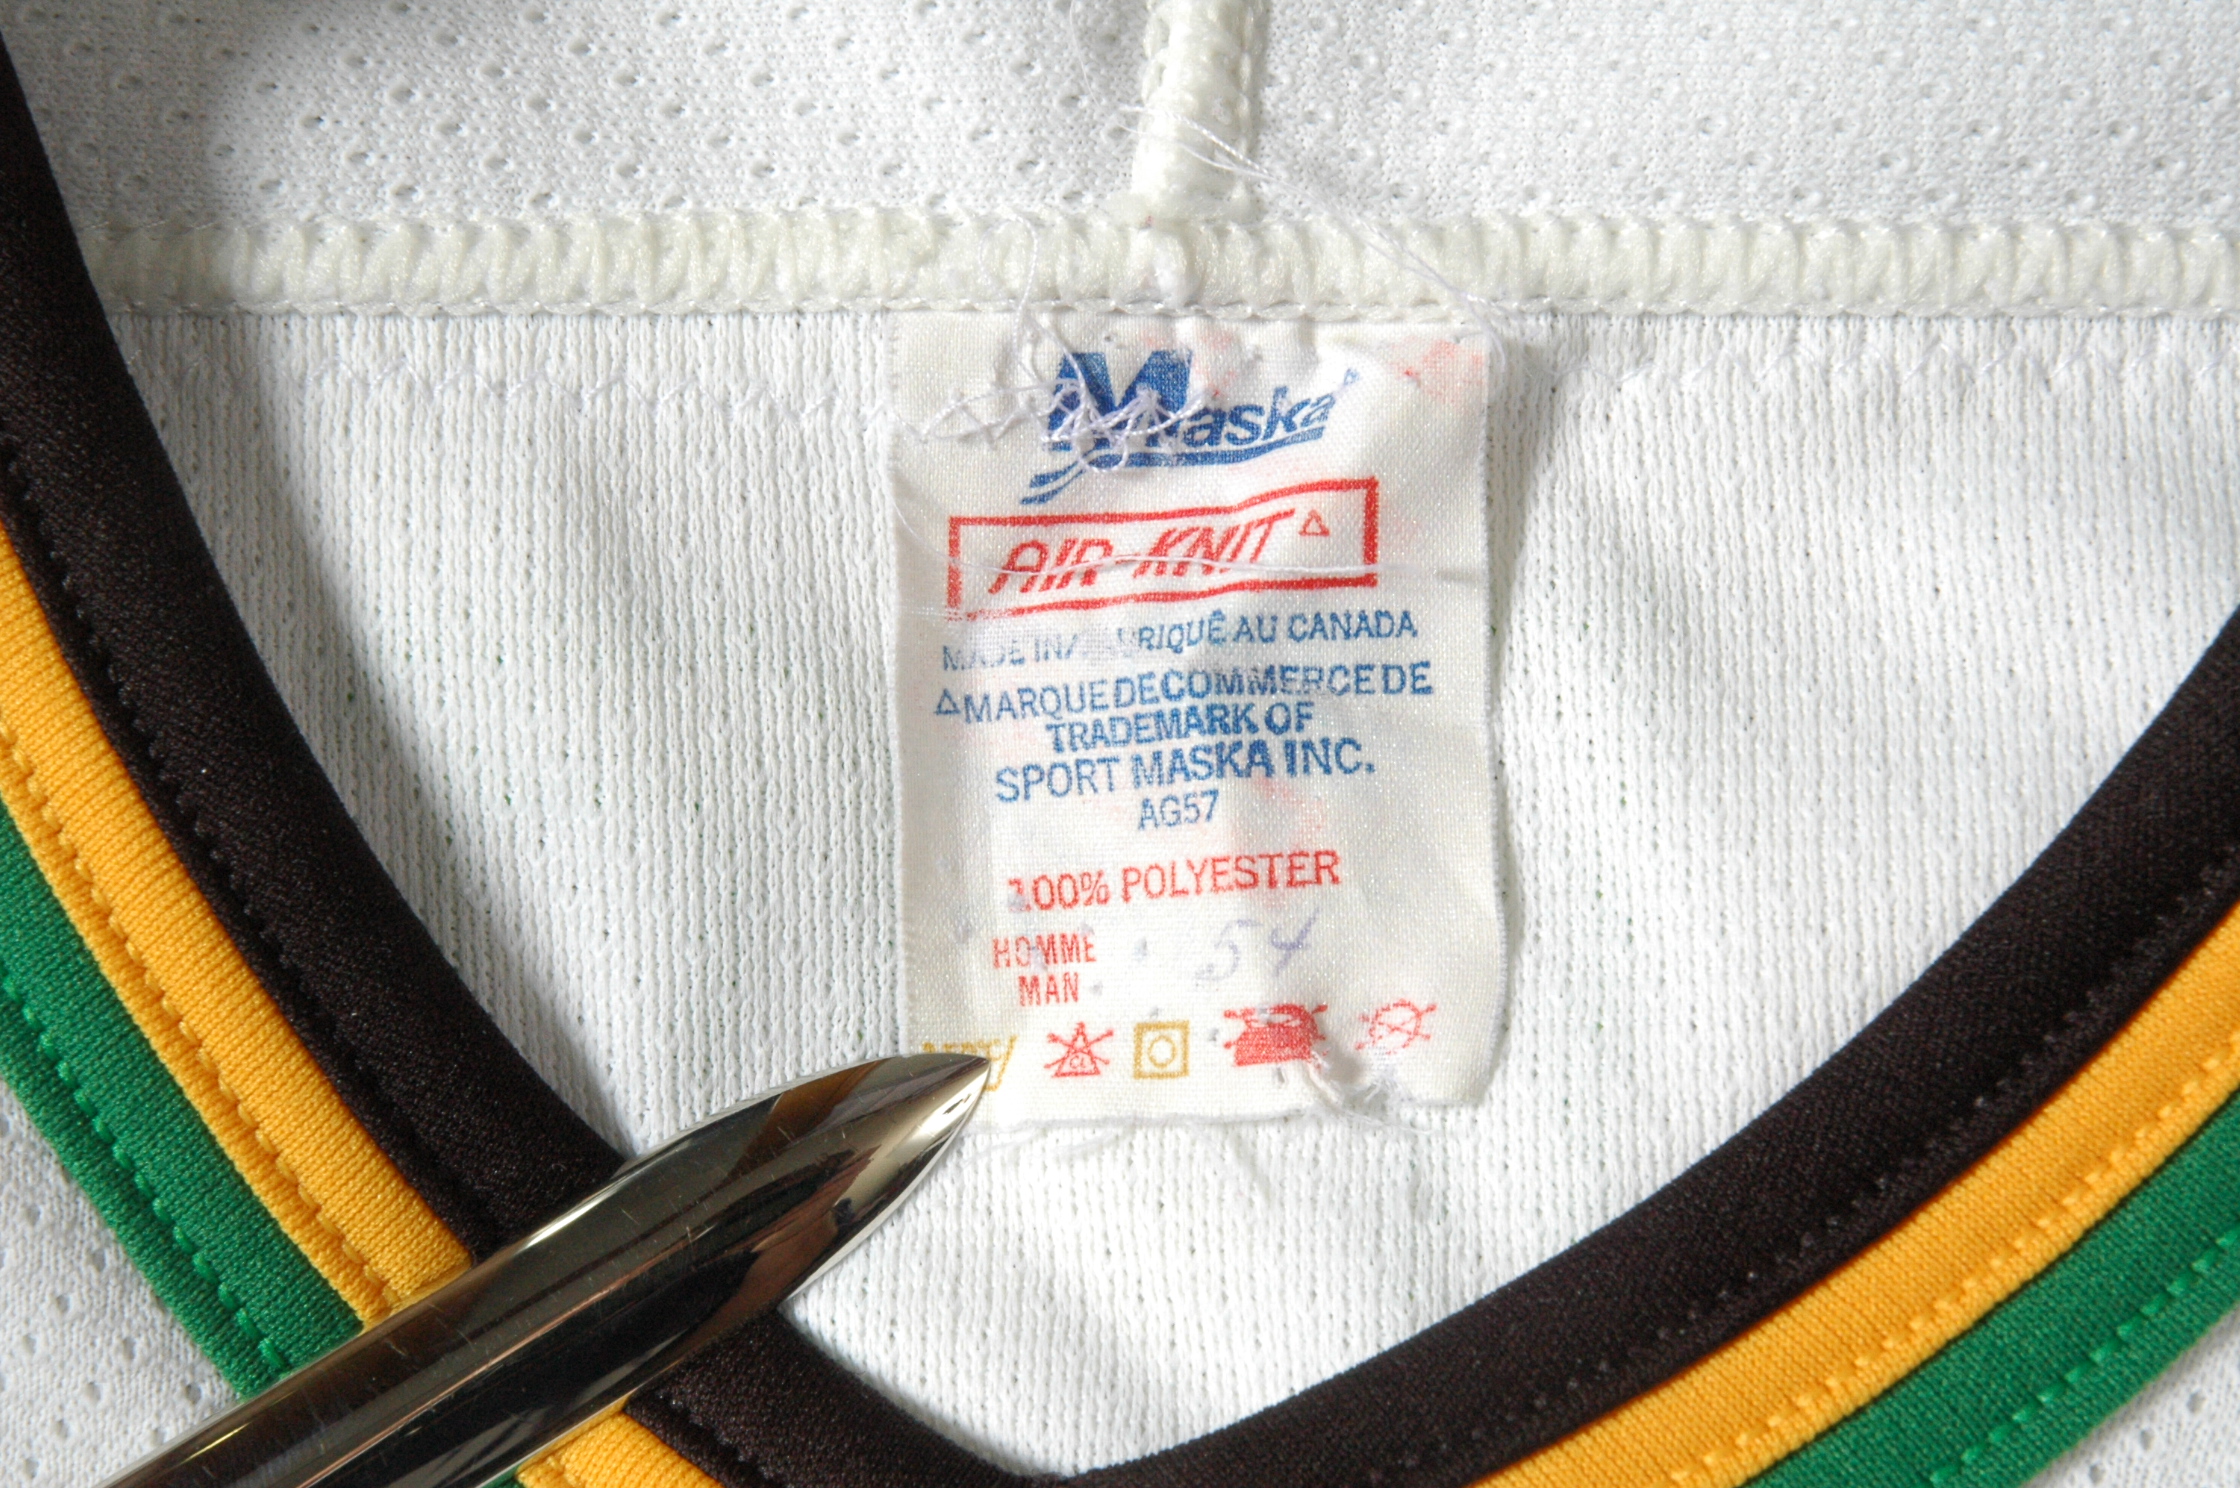 Maska
AIR-KNIT
MADE IN/FABRIQUÊ AU CANADA
△MARQUE DE COMMERCE DE
TRADEMARK OF
SPORT MASKA INC.
AG57
100% POLYESTER
HOMME 54
MAN